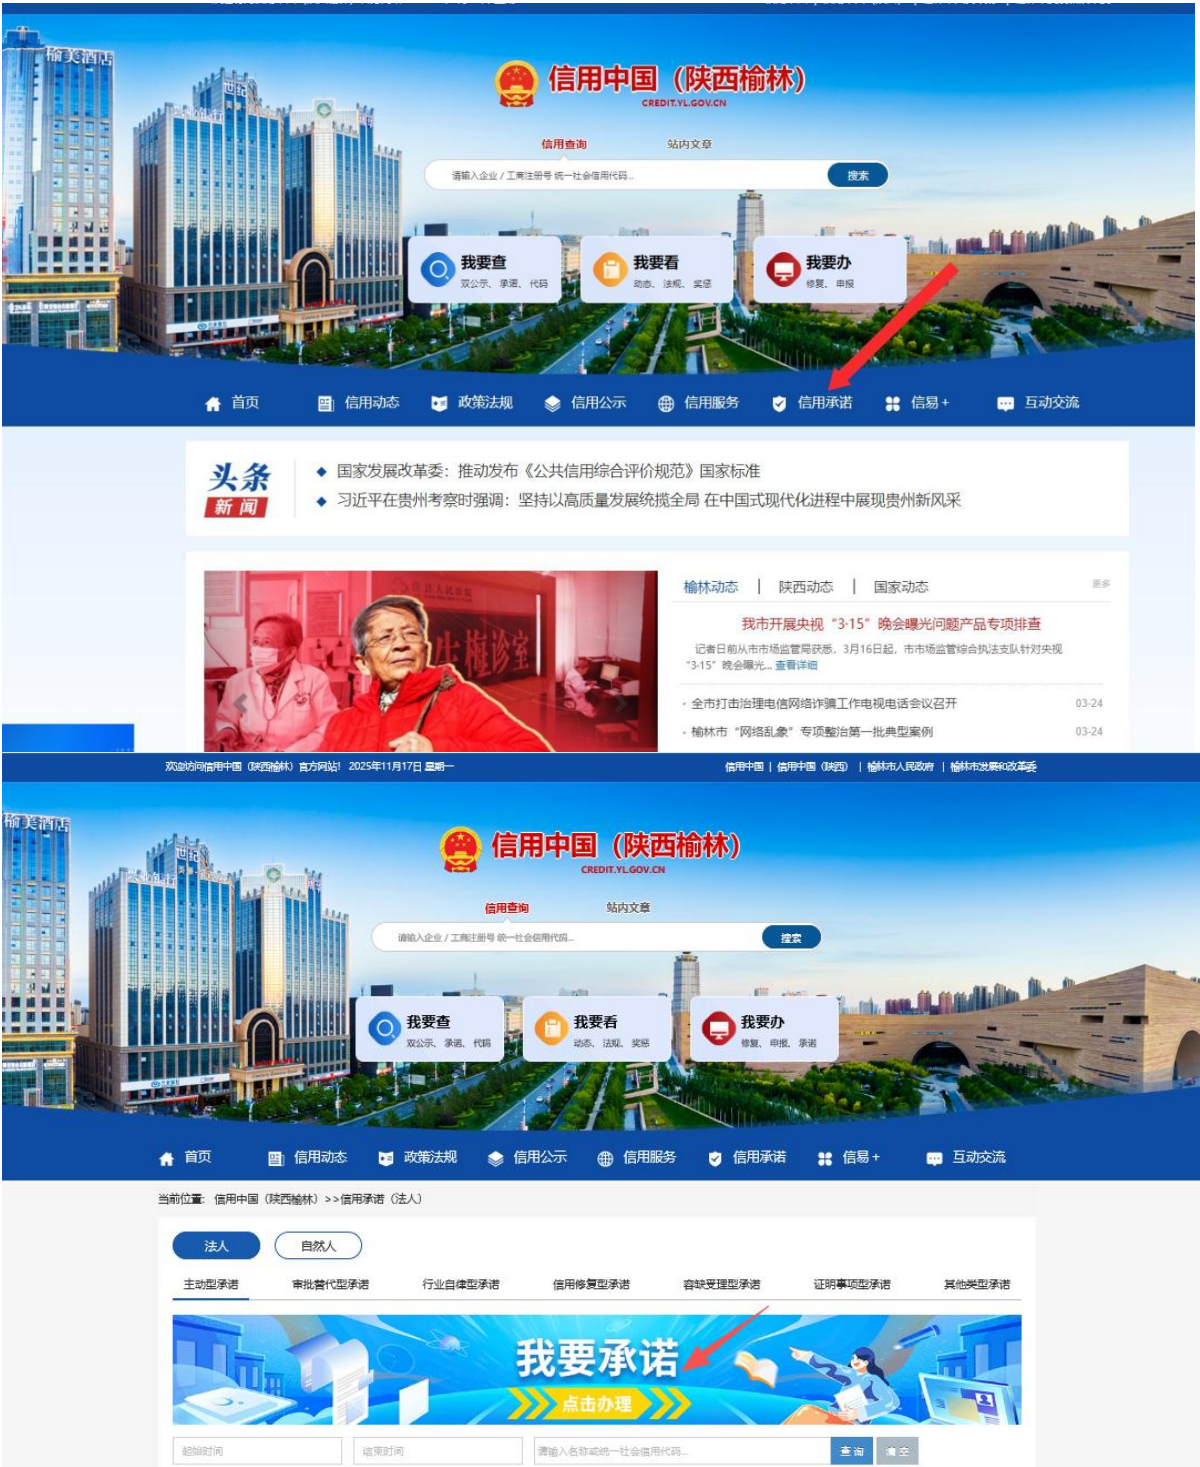 榆美酒店
世纪
信用中国（陕西榆林）
CREDIT.YL.GOV.CN
信用查询 站内文章
请输入企业 / 工商注册号 统一社会信用代码...
搜索
我要查
双公示、承诺、代码
我要看
动态、法规、奖惩
我要办
修复、申报
首页 信用动态 政策法规 信用公示 信用服务 信用承诺 信易+ 互动交流
头条
新闻
国家发展改革委：推动发布《公共信用综合评价规范》国家标准
习近平在贵州考察时强调：坚持以高质量发展统揽全局 在中国式现代化进程中展现贵州新风采
榆林动态 | 陕西动态 | 国家动态 更多
我市开展央视“3·15”晚会曝光问题产品专项排查
记者日前从市市场监管局获悉，3月16日起，市市场监管综合执法支队针对央视
“3·15”晚会曝光... 查看详细
全市打击治理电信网络诈骗工作电视电话会议召开 03-24
榆林市“网络乱象”专项整治第一批典型案例 03-24
欢迎访问信用中国（陕西榆林）官方网站！ 2025年11月17日 星期一
信用中国 | 信用中国（陕西） | 榆林市人民政府 | 榆林市发展和改革委
榆美酒店
世纪
信用中国（陕西榆林）
CREDIT.YL.GOV.CN
信用查询 站内文章
请输入企业 / 工商注册号 统一社会信用代码...
搜索
我要查
双公示、承诺、代码
我要看
动态、法规、奖惩
我要办
修复、申报、承诺
首页 信用动态 政策法规 信用公示 信用服务 信用承诺 信易+ 互动交流
当前位置：信用中国（陕西榆林）>>信用承诺（法人）
法人 自然人
主动型承诺 审批替代型承诺 行业自律型承诺 信用修复型承诺 容缺受理型承诺 证明事项型承诺 其他类型承诺
我要承诺
点击办理
起始时间 结束时间 请输入名称或统一社会信用代码... 查询 清空